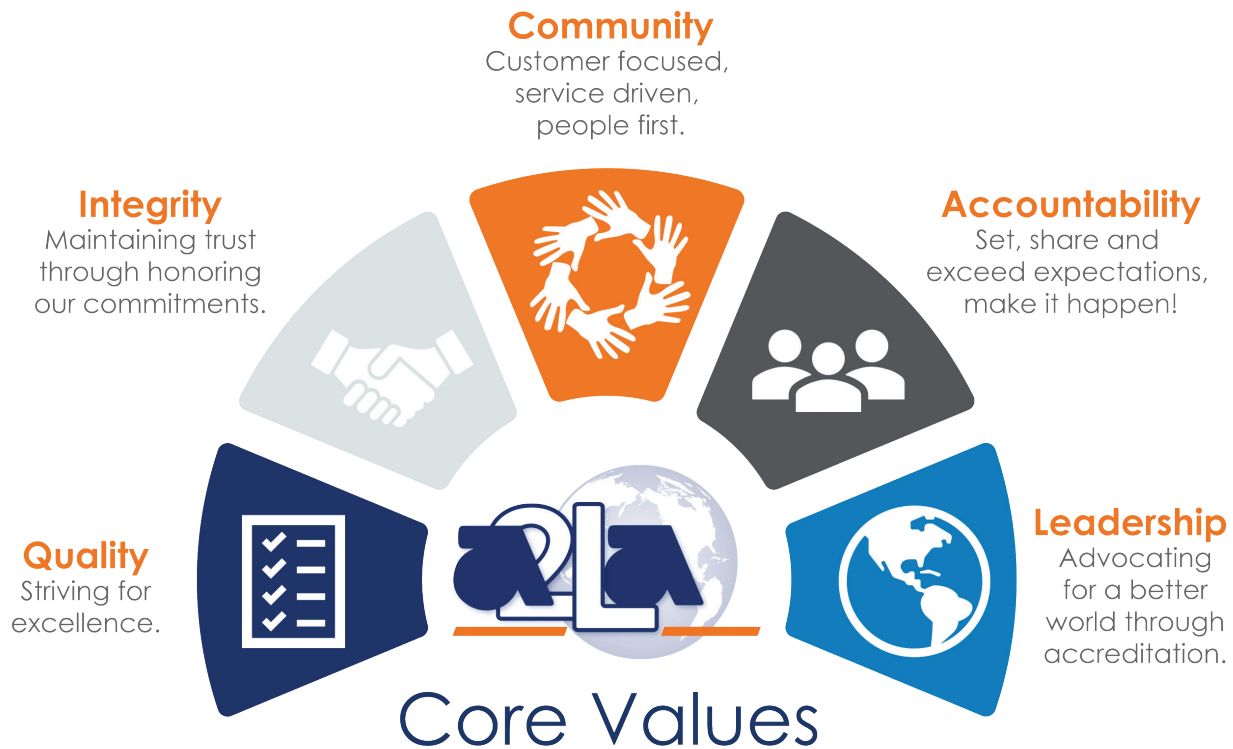 Community
Customer focused,
service driven,
people first.
Integrity
Maintaining trust
through honoring
our commitments.
Accountability
Set, share and
exceed expectations,
make it happen!
Quality
Striving for
excellence.
Leadership
Advocating
for a better
world through
accreditation.
a2La
Core Values